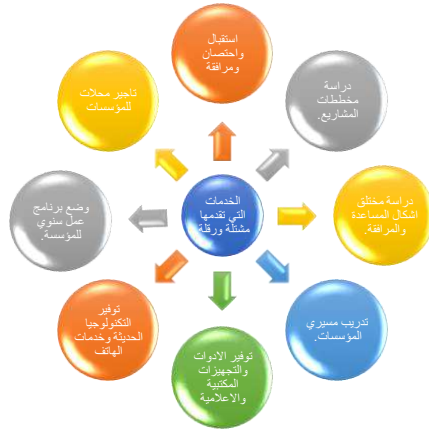 الخدمات
التي تقدمها
مشتلة ورقلة
استقبال
واحتضان
ومرافقة
دراسة
مخططات
المشاريع.
دراسة مختلق
اشكال المساعدة
والمرافقة.
تدريب مسيري
المؤسسات.
توفير الادوات
والتجهيزات
المكتبية
والاعلامية
توفير
التكنولوجيا
الحديثة وخدمات
الهاتف
وضع برنامج
عمل سنوي
للمؤسسة.
تاجير محلات
للمؤسسات